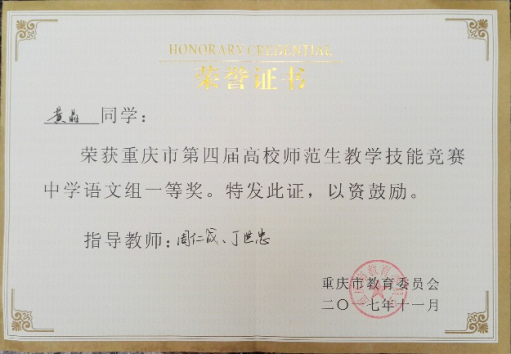 HONORARY CREDENTIAL
荣誉证书
同学：
荣获重庆市第四届高校师范生教学技能竞赛
中学语文组一等奖。特发此证，以资鼓励。
指导教师：周仁成、丁世忠
重庆市教育委员会
二〇一七年十一月